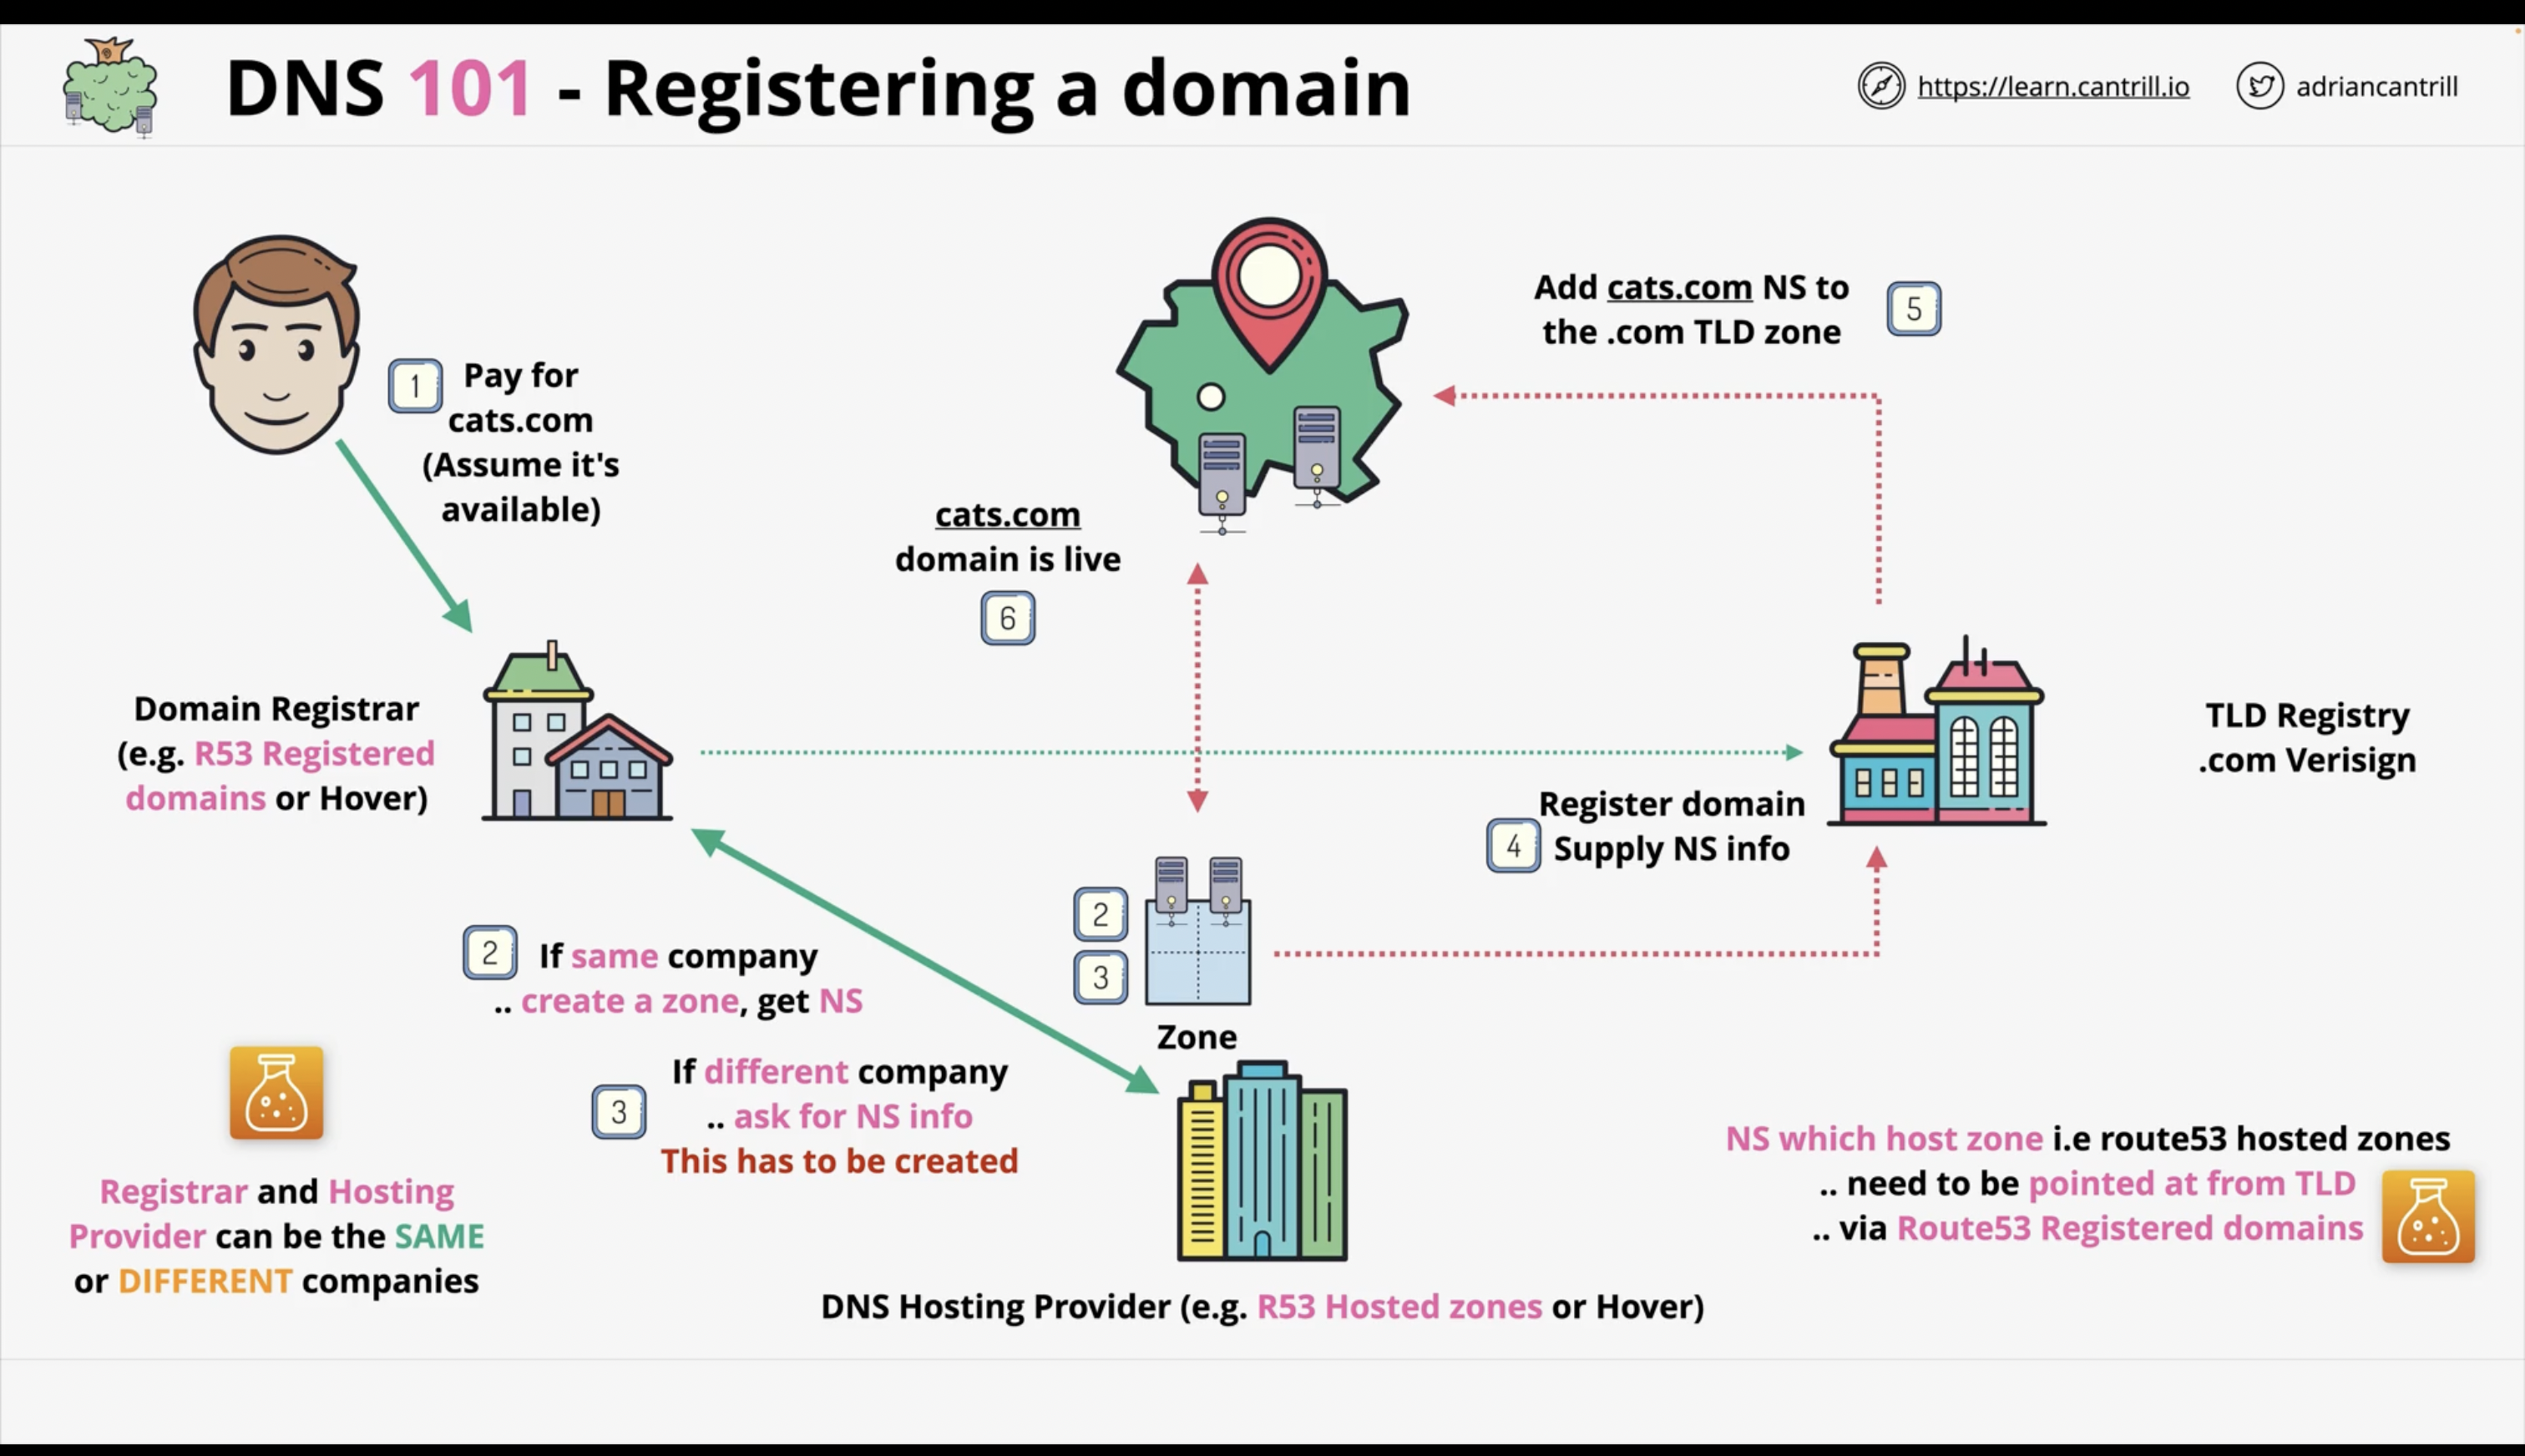 DNS 101 - Registering a domain
https://learn.cantrill.io
adriancantrill
1
Pay for
cats.com
(Assume it's
available)
Add cats.com NS to
the .com TLD zone
5
cats.com
domain is live
6
Domain Registrar
(e.g. R53 Registered
domains or Hover)
TLD Registry
.com Verisign
4
Register domain
Supply NS info
2
If same company
.. create a zone, get NS
2
3
Zone
3
If different company
.. ask for NS info
This has to be created
Registrar and Hosting
Provider can be the SAME
or DIFFERENT companies
NS which host zone i.e route53 hosted zones
.. need to be pointed at from TLD
.. via Route53 Registered domains
DNS Hosting Provider (e.g. R53 Hosted zones or Hover)